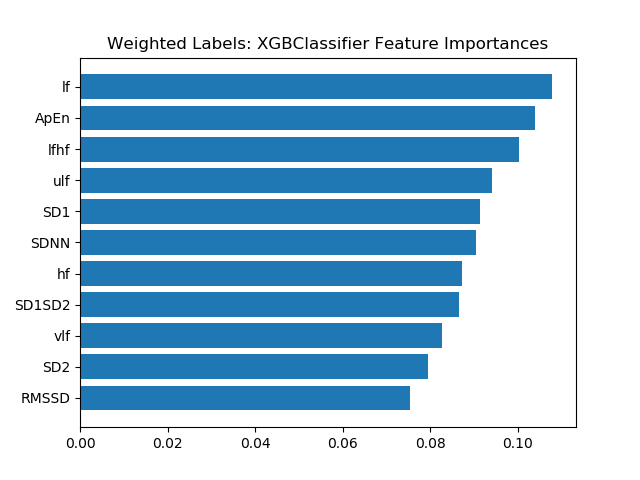 Weighted Labels: XGBClassifier Feature Importances
lf
ApEn
lfhf
ulf
SD1
SDNN
hf
SD1SD2
vlf
SD2
RMSSD
0.00 0.02 0.04 0.06 0.08 0.10